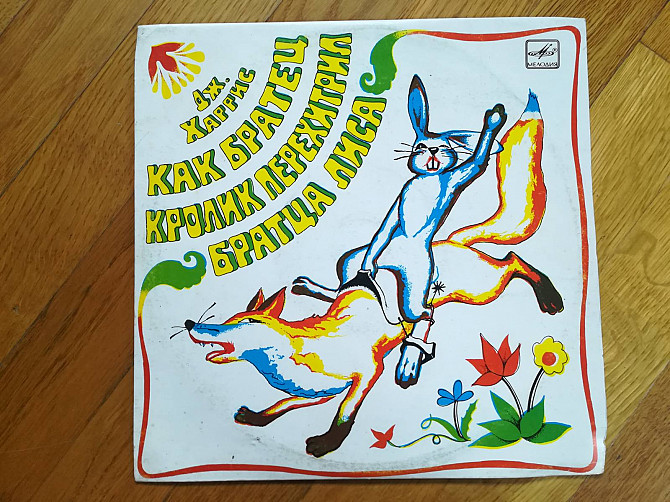 ДЖ.
ХАРРИС
КАК БРАТЕЦ
КРОЛИК ПЕРЕХИТРИЛ
БРАТЦА ЛИСА
МЕЛОДИЯ